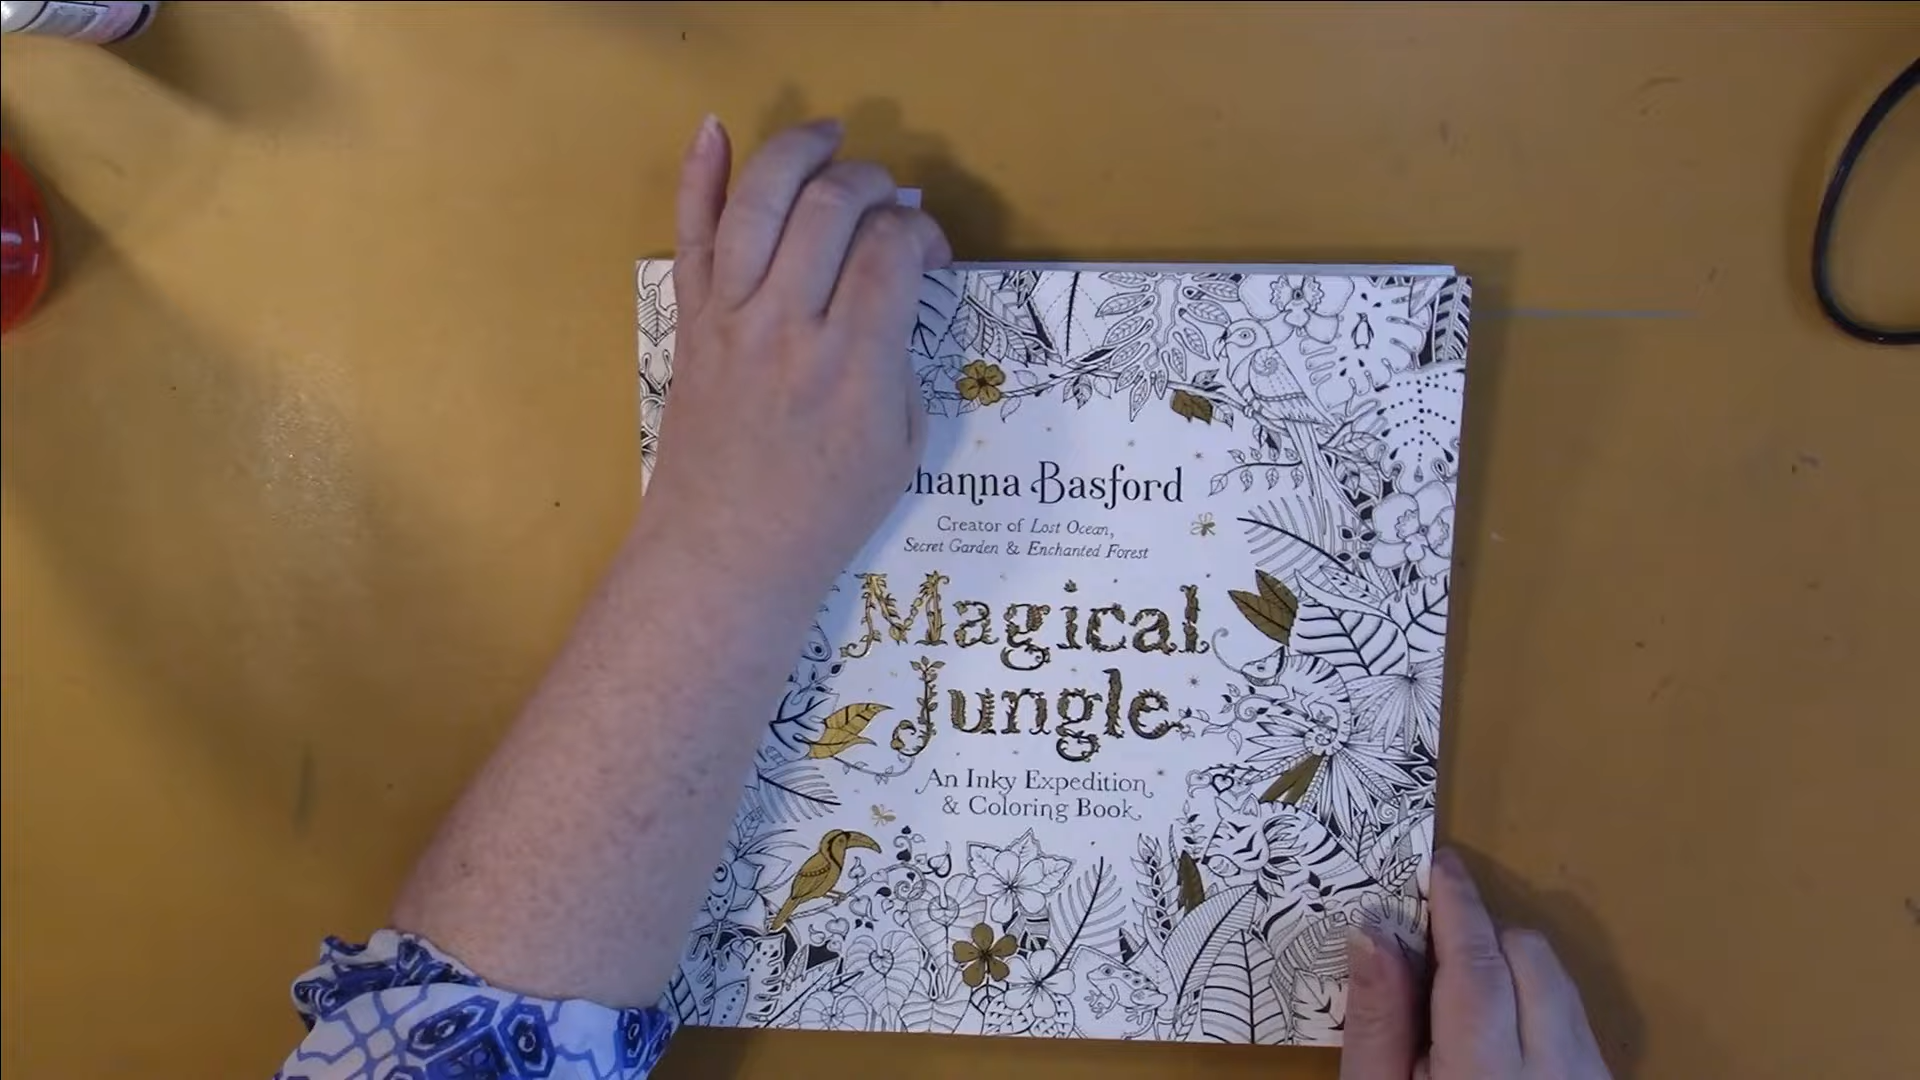 hanna Basford
Creator of Lost Ocean,
Secret Garden & Enchanted Forest
Magical
Jungle
An Inky Expedition
& Coloring Book